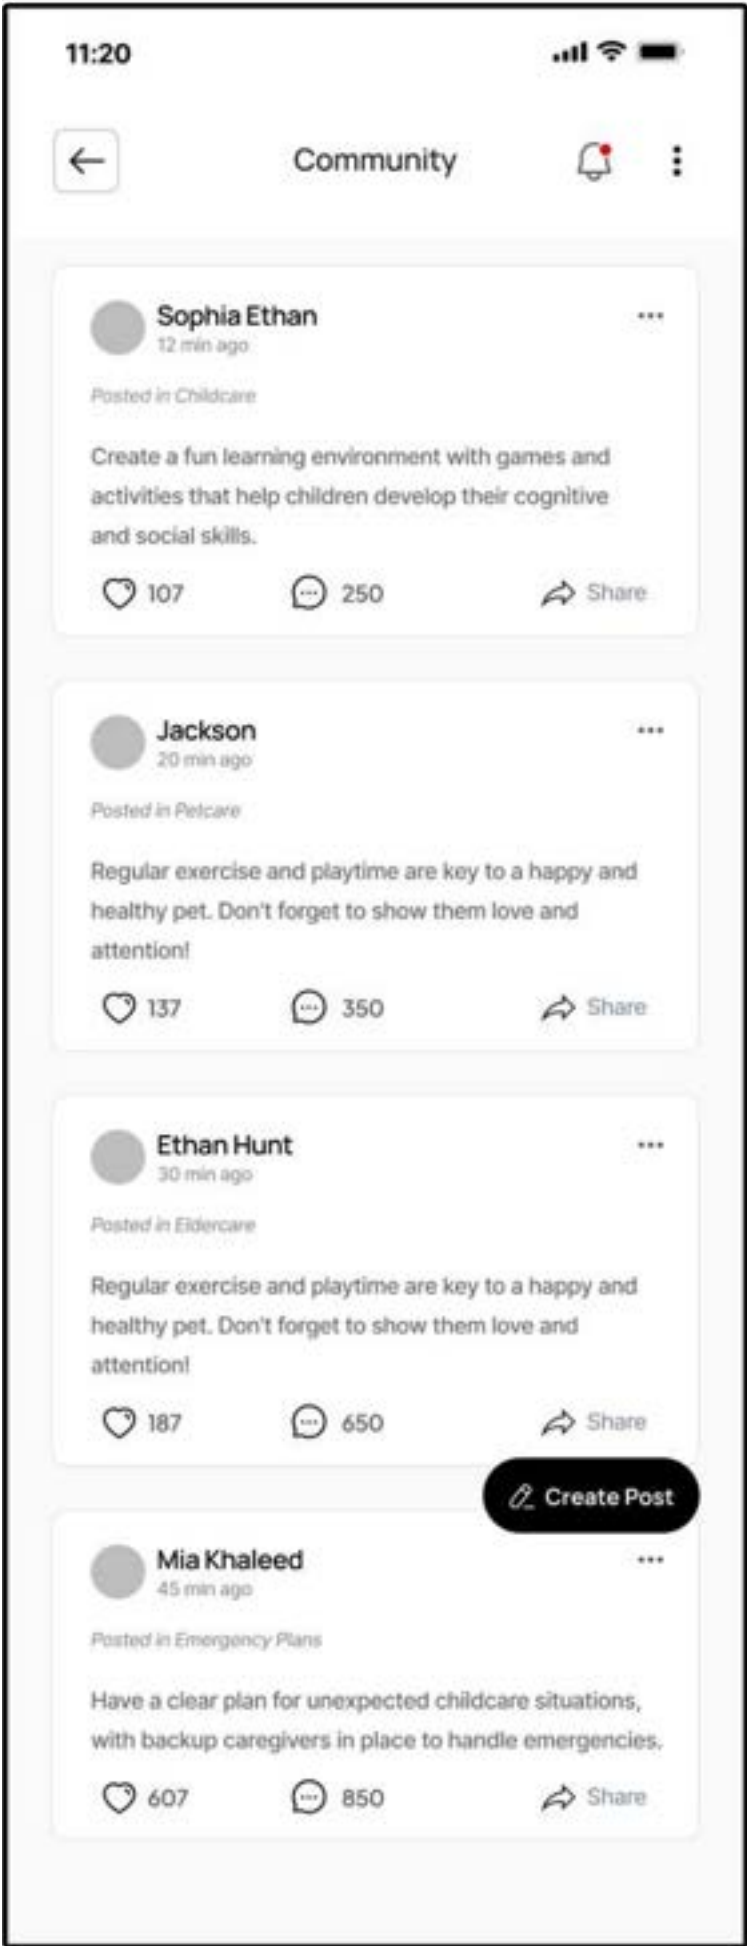 11:20
Community
Sophia Ethan
12 min ago
Posted in Childcare
Create a fun learning environment with games and
activities that help children develop their cognitive
and social skills.
107 250 Share
Jackson
20 min ago
Posted in Petcare
Regular exercise and playtime are key to a happy and
healthy pet. Don't forget to show them love and
attention!
137 350 Share
Ethan Hunt
30 min ago
Posted in Eldercare
Regular exercise and playtime are key to a happy and
healthy pet. Don't forget to show them love and
attention!
187 650 Share
Create Post
Mia Khaleed
45 min ago
Posted in Emergency Plans
Have a clear plan for unexpected childcare situations,
with backup caregivers in place to handle emergencies.
607 850 Share